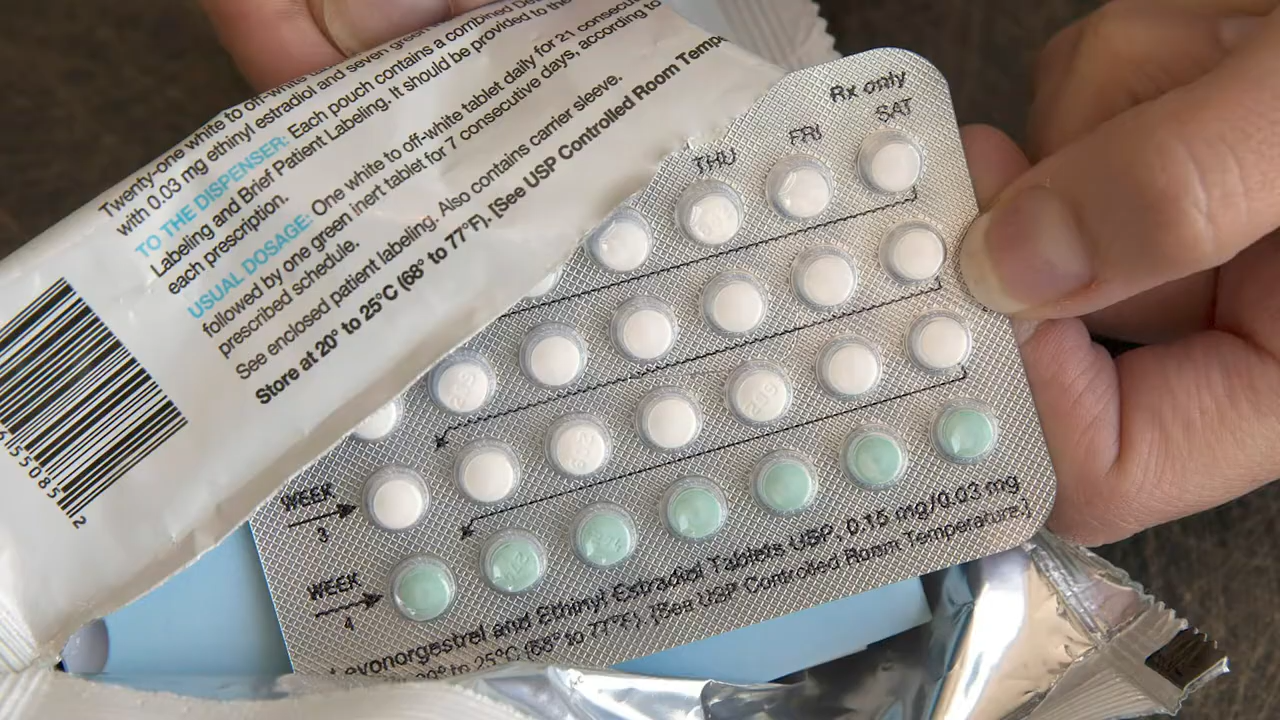 Twenty-one white to off-white
and seven green
a combined
with 0.03 mg ethinyl estradiol
TO THE DISPENSER: Each pouch contains
Labeling and Brief Patient Labeling. It should be provided to the
each prescription.
USUAL DOSAGE: One white to off-white tablet daily for 21 consecu
followed by one green inert tablet for 7 consecutive days, according to
prescribed schedule.
See enclosed patient labeling. Also contains carrier sleeve.
Store at 20° to 25°C (68° to 77°F). [See USP Controlled Room Temp
655085
2
Rx only
THU FRI SAT
WEEK
3
WEEK
4
Levonorgestrel and Ethinyl Estradiol Tablets USP, 0.15 mg/0.03 mg
20° to 25°C (68° to 77°F). [See USP Controlled Room Temperature.]